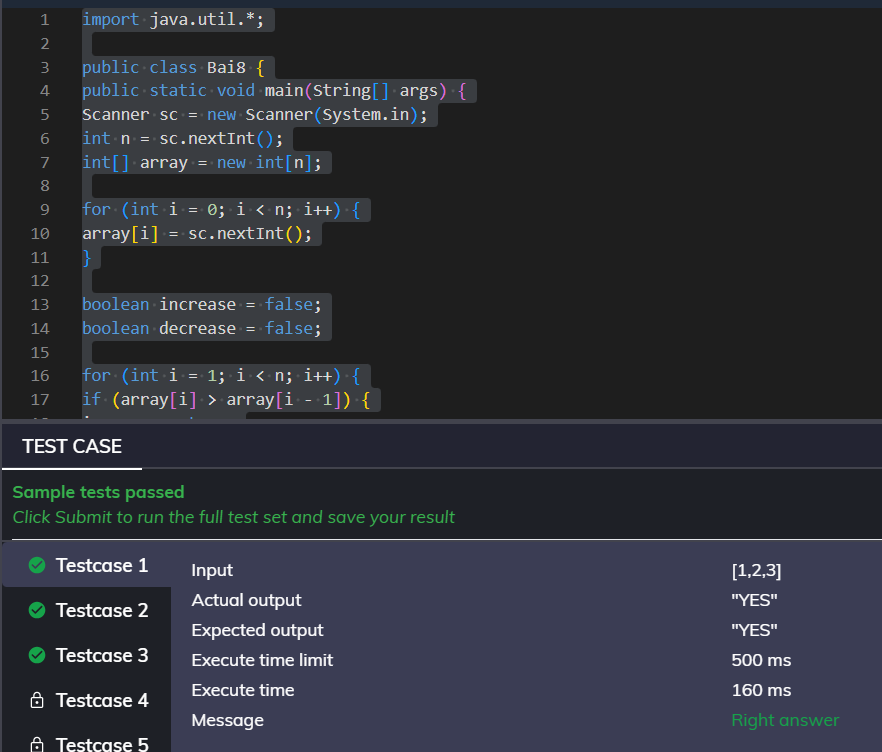 1 import java.util.*;
2
3 public class Bai8 {
4 public static void main(String[] args) {
5 Scanner sc = new Scanner(System.in);
6 int n = sc.nextInt();
7 int[] array = new int[n];
8
9 for (int i = 0; i < n; i++) {
10 array[i] = sc.nextInt();
11 }
12
13 boolean increase = false;
14 boolean decrease = false;
15
16 for (int i = 1; i < n; i++) {
17 if (array[i] > array[i - 1]) {
TEST CASE
Sample tests passed
Click Submit to run the full test set and save your result
Testcase 1
Testcase 2
Testcase 3
Testcase 4
Testcase 5
Input [1,2,3]
Actual output "YES"
Expected output "YES"
Execute time limit 500 ms
Execute time 160 ms
Message Right answer